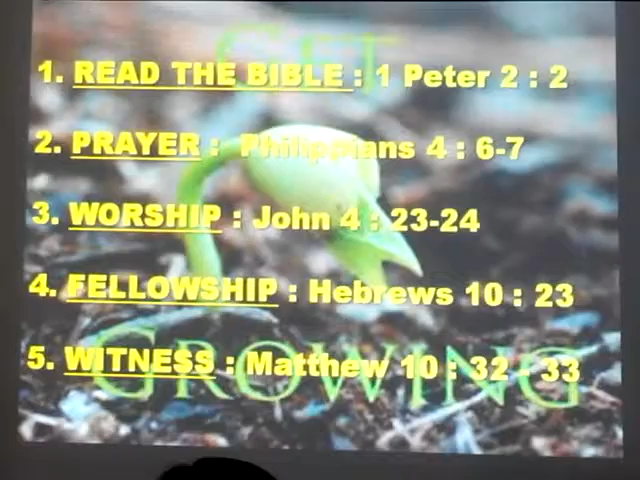 GET
1. READ THE BIBLE : 1 Peter 2 : 2
2. PRAYER : Philippians 4 : 6-7
3. WORSHIP : John 4 : 23-24
4. FELLOWSHIP : Hebrews 10 : 23
5. WITNESS : Matthew 10 : 32 - 33
GROWING